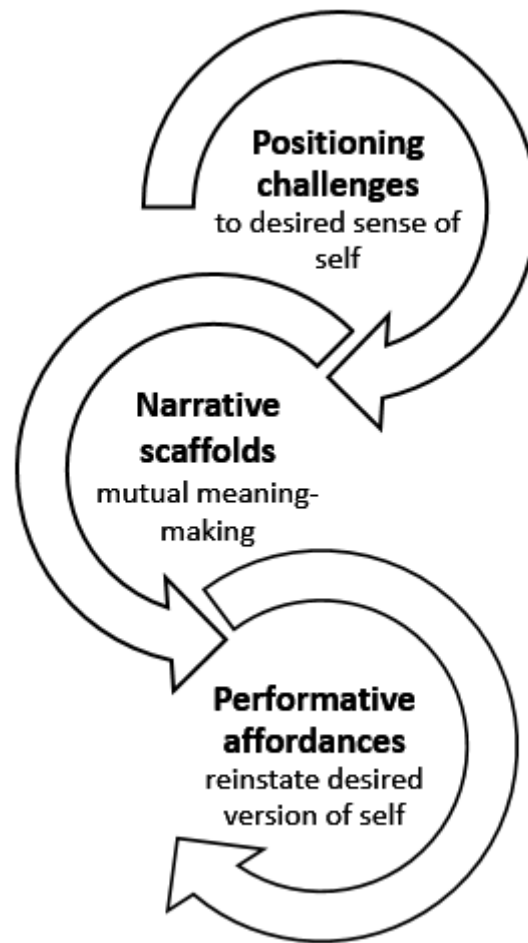 Positioning
challenges
to desired sense of
self
Narrative
scaffolds
mutual meaning-
making
Performative
affordances
reinstate desired
version of self